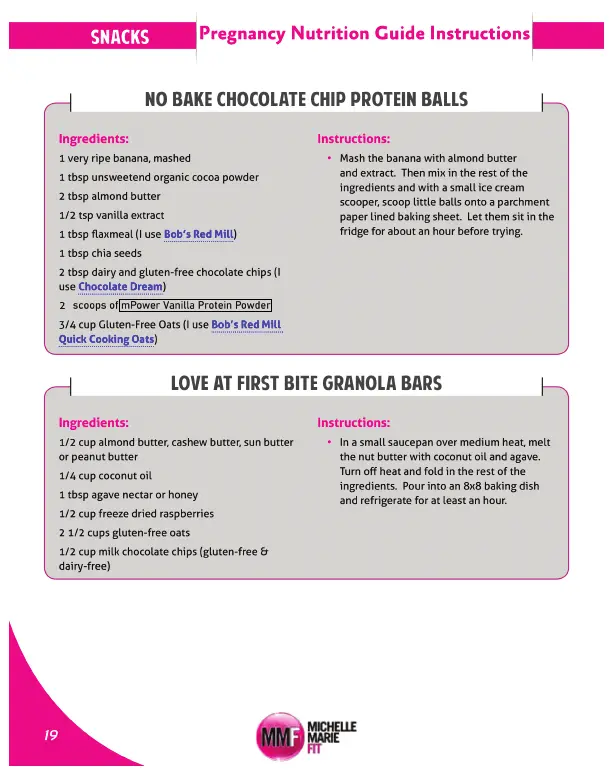 SNACKS
Pregnancy Nutrition Guide Instructions
NO BAKE CHOCOLATE CHIP PROTEIN BALLS
Ingredients:
1 very ripe banana, mashed
1 tbsp unsweetend organic cocoa powder
2 tbsp almond butter
1/2 tsp vanilla extract
1 tbsp flaxmeal (I use Bob's Red Mill)
1 tbsp chia seeds
2 tbsp dairy and gluten-free chocolate chips (I
use Chocolate Dream)
2 scoops of mPower Vanilla Protein Powder
3/4 cup Gluten-Free Oats (I use Bob's Red Mill
Quick Cooking Oats)
Instructions:
• Mash the banana with almond butter
and extract. Then mix in the rest of the
ingredients and with a small ice cream
scooper, scoop little balls onto a parchment
paper lined baking sheet. Let them sit in the
fridge for about an hour before trying.
LOVE AT FIRST BITE GRANOLA BARS
Ingredients:
1/2 cup almond butter, cashew butter, sun butter
or peanut butter
1/4 cup coconut oil
1 tbsp agave nectar or honey
1/2 cup freeze dried raspberries
2 1/2 cups gluten-free oats
1/2 cup milk chocolate chips (gluten-free &
dairy-free)
Instructions:
• In a small saucepan over medium heat, melt
the nut butter with coconut oil and agave.
Turn off heat and fold in the rest of the
ingredients. Pour into an 8x8 baking dish
and refrigerate for at least an hour.
19
MMF
MICHELLE
MARIE
FIT